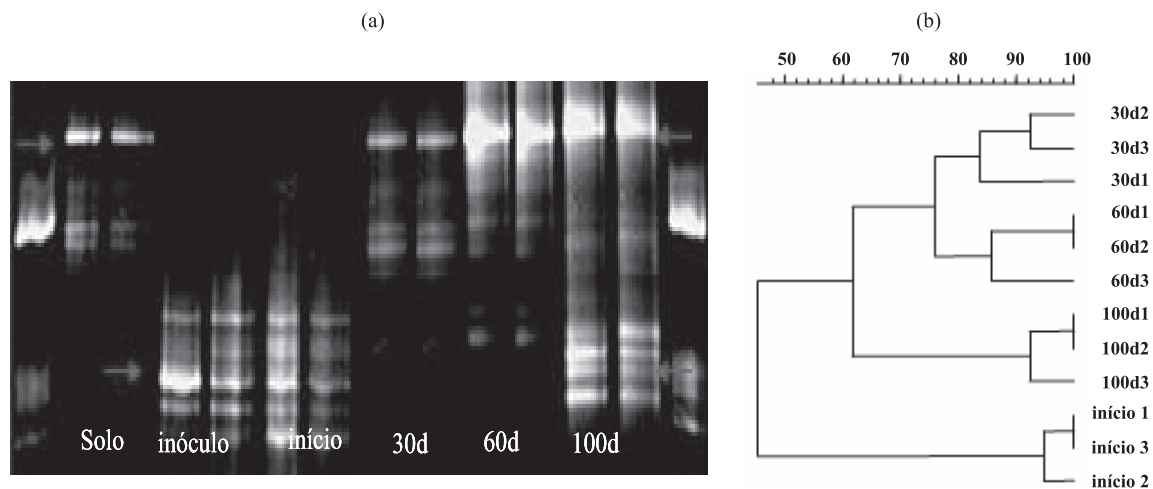 (a)
Solo inóculo início 30d 60d 100d
(b)
50 60 70 80 90 100
30d2
30d3
30d1
60d1
60d2
60d3
100d1
100d2
100d3
início 1
início 3
início 2